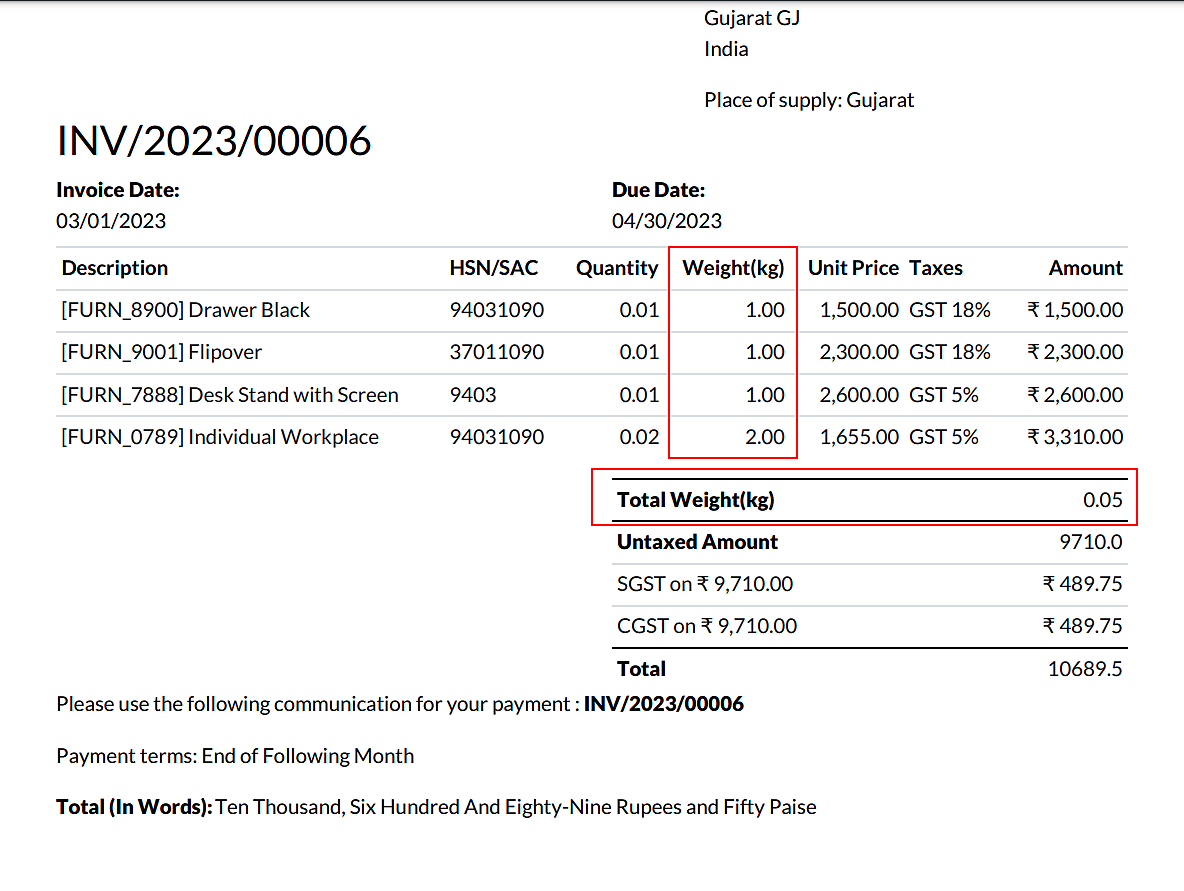 Gujarat GJ
India
Place of supply: Gujarat
INV/2023/00006
Invoice Date: Due Date:
03/01/2023 04/30/2023
Description HSN/SAC Quantity Weight(kg) Unit Price Taxes Amount
[FURN_8900] Drawer Black 94031090 0.01 1.00 1,500.00 GST 18% ₹ 1,500.00
[FURN_9001] Flipover 37011090 0.01 1.00 2,300.00 GST 18% ₹ 2,300.00
[FURN_7888] Desk Stand with Screen 9403 0.01 1.00 2,600.00 GST 5% ₹ 2,600.00
[FURN_0789] Individual Workplace 94031090 0.02 2.00 1,655.00 GST 5% ₹ 3,310.00
Total Weight(kg) 0.05
Untaxed Amount 9710.0
SGST on ₹ 9,710.00 ₹ 489.75
CGST on ₹ 9,710.00 ₹ 489.75
Total 10689.5
Please use the following communication for your payment : INV/2023/00006
Payment terms: End of Following Month
Total (In Words): Ten Thousand, Six Hundred And Eighty-Nine Rupees and Fifty Paise